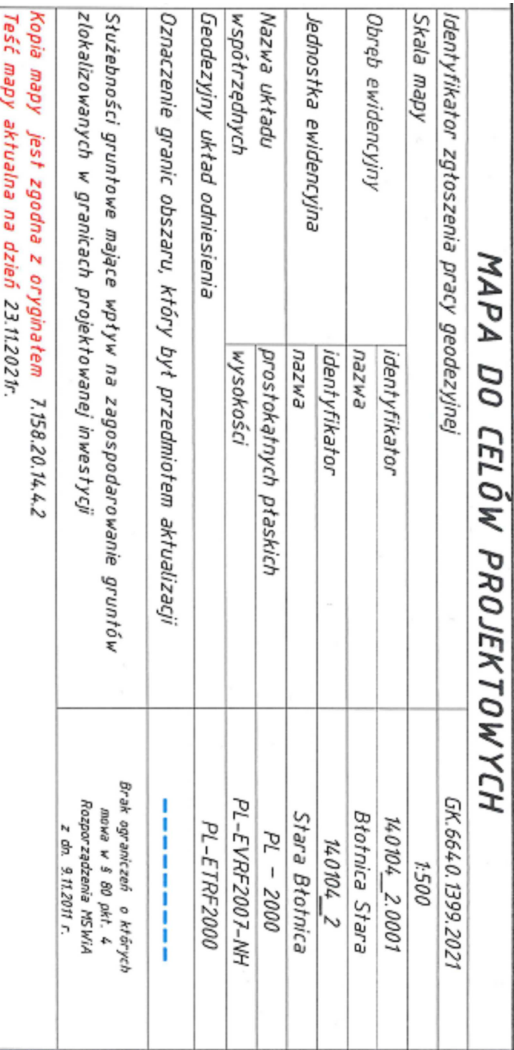 MAPA DO CELÓW PROJEKTOWYCH
Identyfikator zgłoszenia pracy geodezyjnej GK.6640.1399.2021
Skala mapy 1:500
Obręb ewidencyjny identyfikator 140104_2.0001
nazwa Błotnica Stara
Jednostka ewidencyjna identyfikator 140104_2
nazwa Stara Błotnica
Nazwa układu współrzędnych prostokątnych płaskich PL - 2000
wysokości PL-EVRF2007-NH
Geodezyjny układ odniesienia PL-ETRF2000
Oznaczenie granic obszaru, który był przedmiotem aktualizacji
Służebności gruntowe mające wpływ na zagospodarowanie gruntów
zlokalizowanych w granicach projektowanej inwestycji
Brak ograniczeń o których
mowa w § 80 pkt. 4
Rozporządzenia MSWiA
z dn. 9.11.2011 r.
Kopia mapy jest zgodna z oryginałem 7.158.20.14.4.2
Teść mapy aktualna na dzień 23.11.2021r.